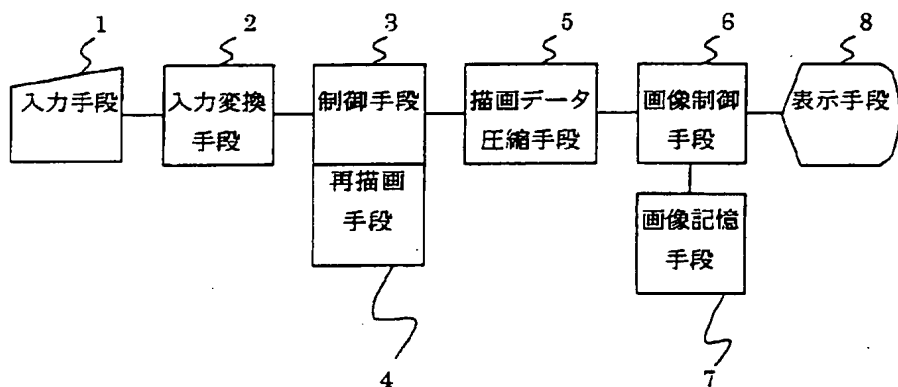 1
2
3
5
6
8
入力手段
入力変換
手段
制御手段
描画データ
圧縮手段
画像制御
手段
表示手段
再描画
手段
画像記憶
手段
4
7